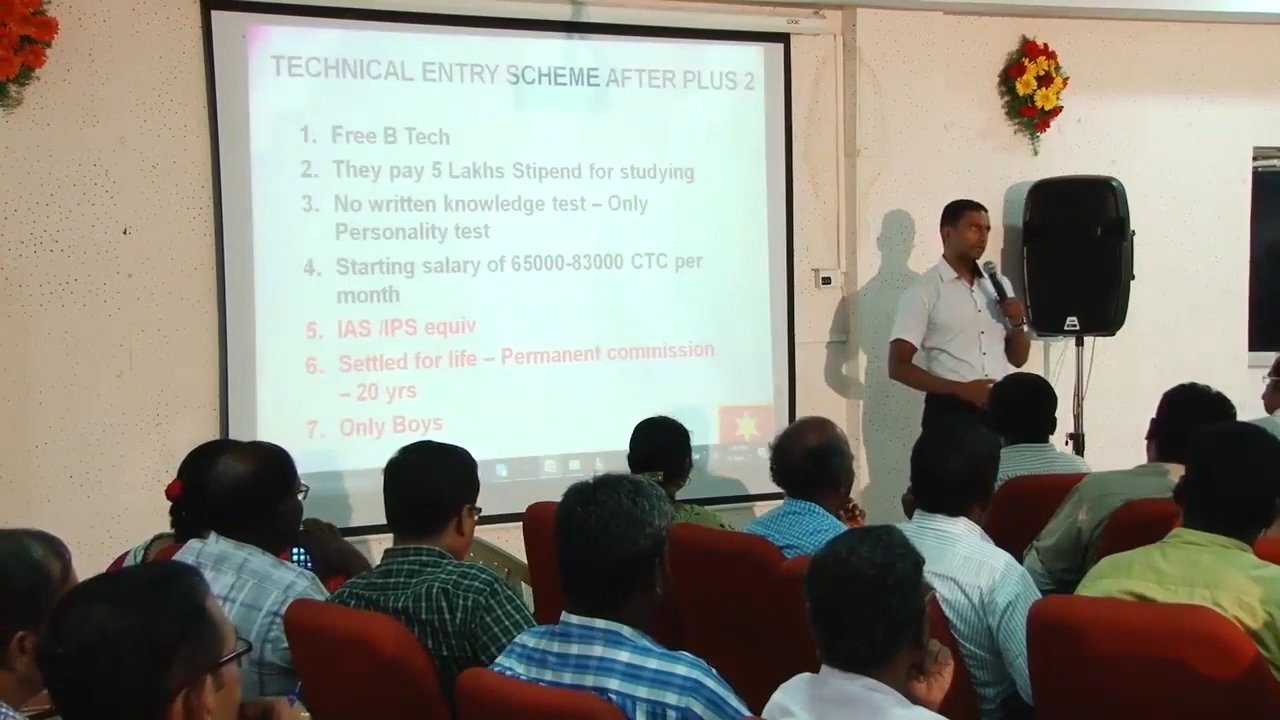 TECHNICAL ENTRY SCHEME AFTER PLUS 2
1. Free B Tech
2. They pay 5 Lakhs Stipend for studying
3. No written knowledge test – Only
Personality test
4. Starting salary of 65000-83000 CTC per
month
5. IAS /IPS equiv
6. Settled for life – Permanent commission
– 20 yrs
7. Only Boys